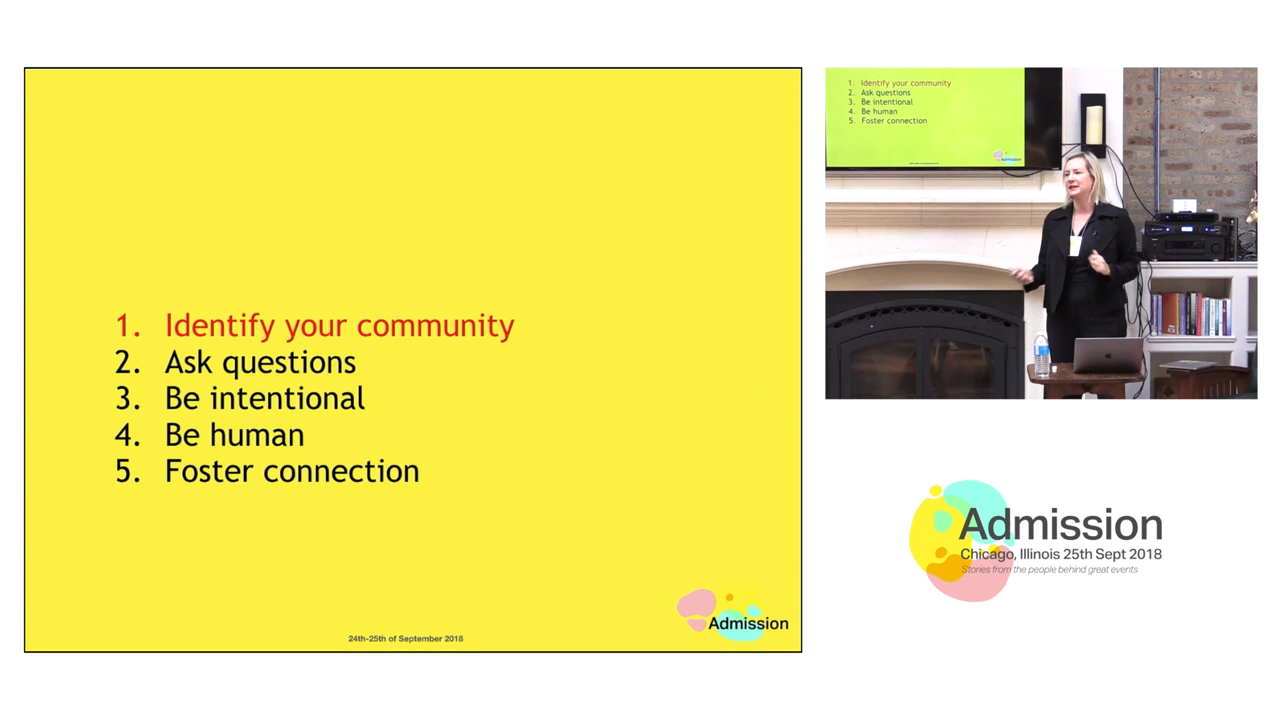 1. Identify your community
2. Ask questions
3. Be intentional
4. Be human
5. Foster connection
24th-25th of September 2018
Admission
1. Identify your community
2. Ask questions
3. Be intentional
4. Be human
5. Foster connection
Admission
Admission
Chicago, Illinois 25th Sept 2018
Stories from the people behind great events